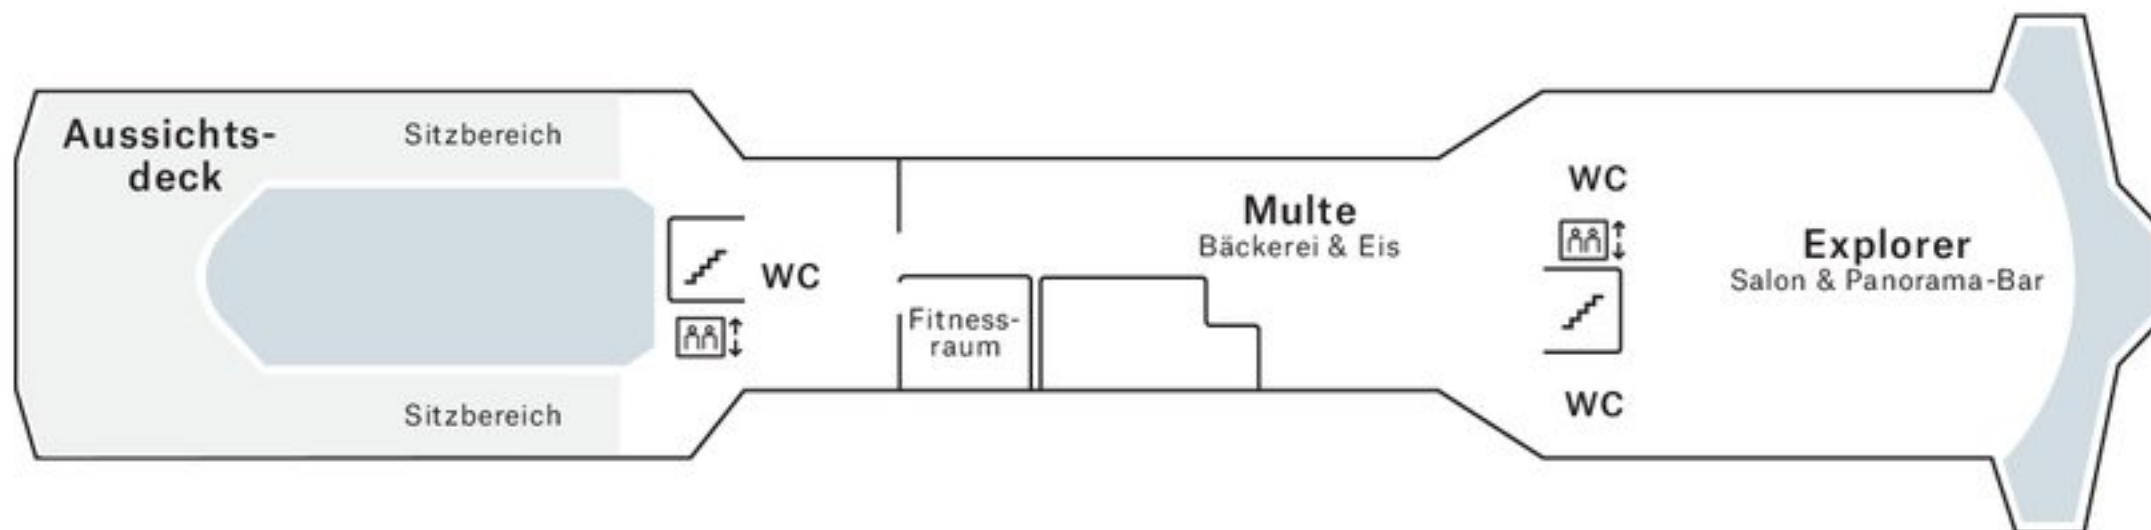 Aussichts-
deck
Sitzbereich
Sitzbereich
WC
Fitness-
raum
Multe
Bäckerei & Eis
WC
WC
Explorer
Salon & Panorama-Bar